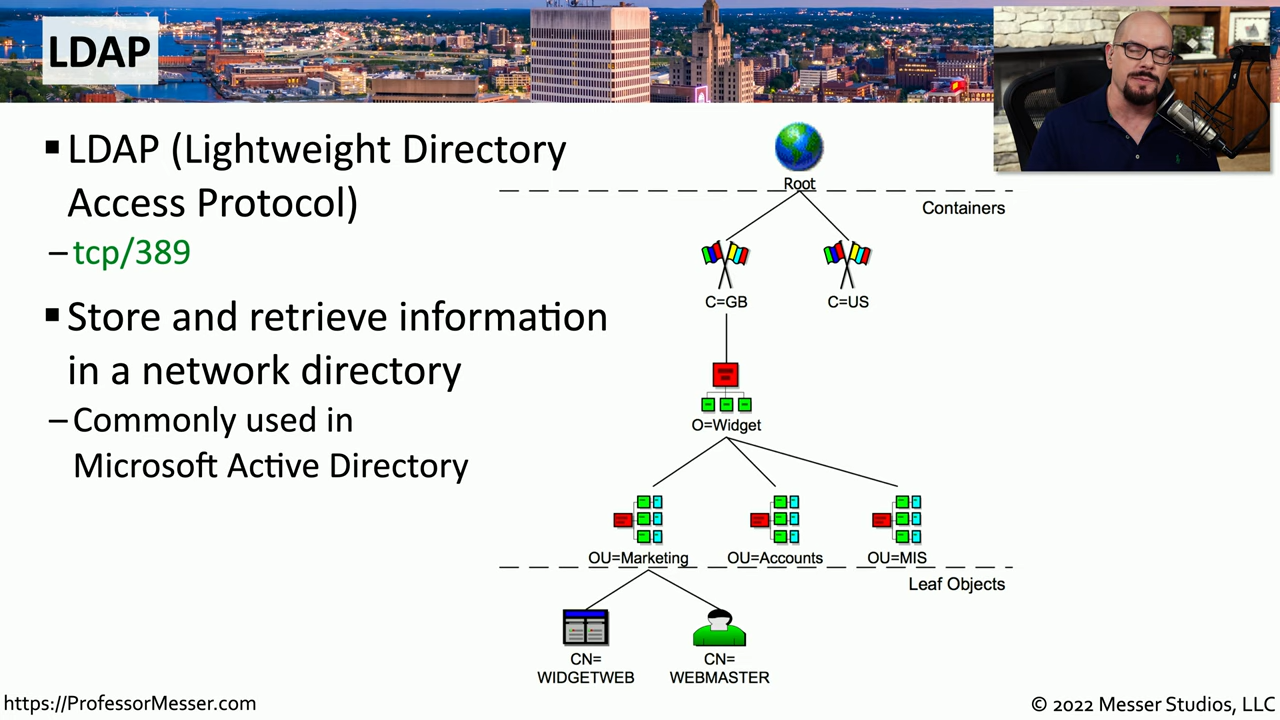 LDAP
▪ LDAP (Lightweight Directory
Access Protocol)
– tcp/389
▪ Store and retrieve information
in a network directory
– Commonly used in
Microsoft Active Directory
Root
Containers
C=GB
C=US
O=Widget
OU=Marketing
OU=Accounts
OU=MIS
Leaf Objects
CN=
WIDGETWEB
CN=
WEBMASTER
https://ProfessorMesser.com
© 2022 Messer Studios, LLC